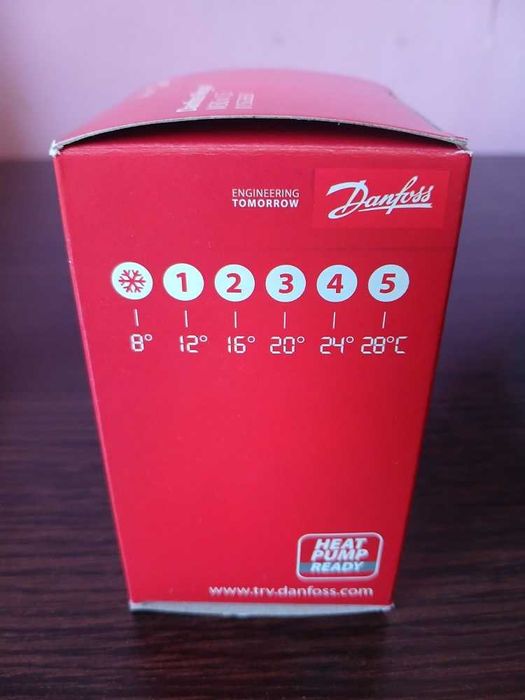 ENGINEERING
TOMORROW
Danfoss
1 2 3 4 5
8° 12° 16° 20° 24° 28°C
HEAT
PUMP
READY
www.trv.danfoss.com